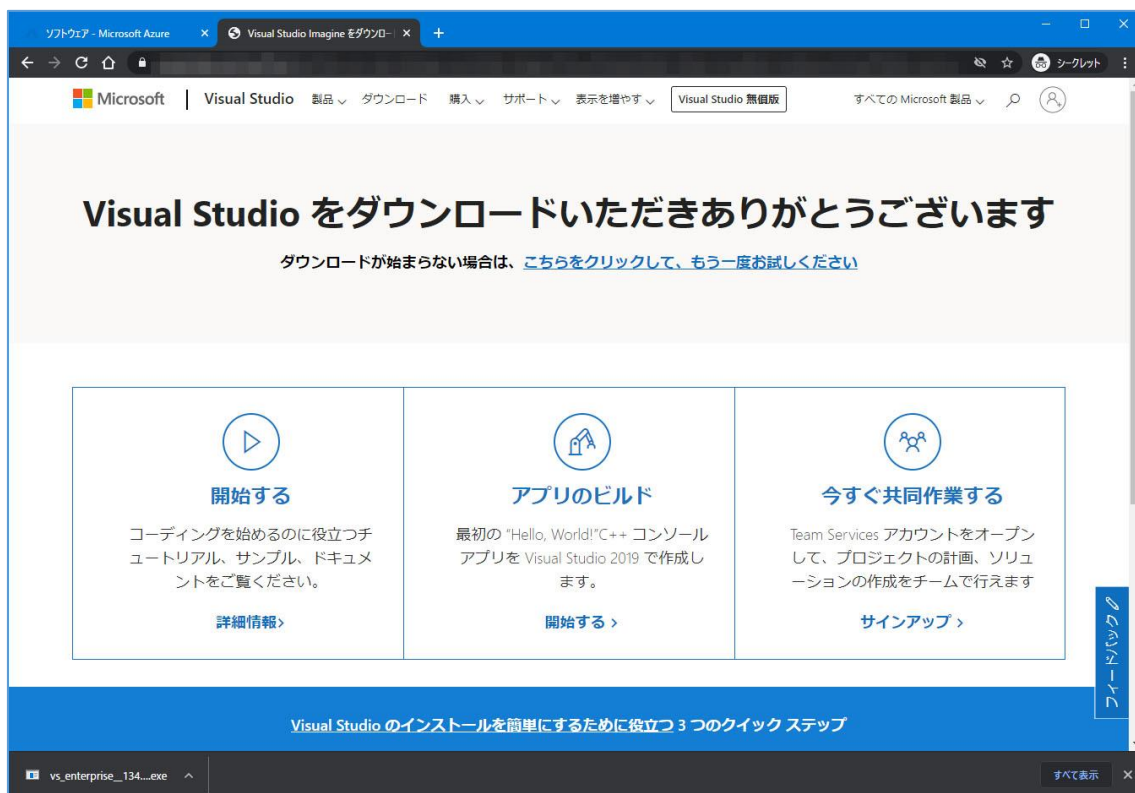 ソフトウェア - Microsoft Azure
Visual Studio Imagine をダウンロー
シークレット
Microsoft
Visual Studio 製品 ダウンロード 購入 サポート 表示を増やす Visual Studio 無償版 すべての Microsoft 製品
Visual Studio をダウンロードいただきありがとうございます
ダウンロードが始まらない場合は、こちらをクリックして、もう一度お試しください
開始する
コーディングを始めるのに役立つチ
ュートリアル、サンプル、ドキュメ
ントをご覧ください。
詳細情報›
アプリのビルド
最初の "Hello, World!"C++ コンソール
アプリを Visual Studio 2019 で作成し
ます。
開始する ›
今すぐ共同作業する
Team Services アカウントをオープン
して、プロジェクトの計画、ソリュ
ーションの作成をチームで行えます
サインアップ ›
フィードバック
Visual Studio のインストールを簡単にするために役立つ 3 つのクイック ステップ
vs_enterprise__134....exe
すべて表示